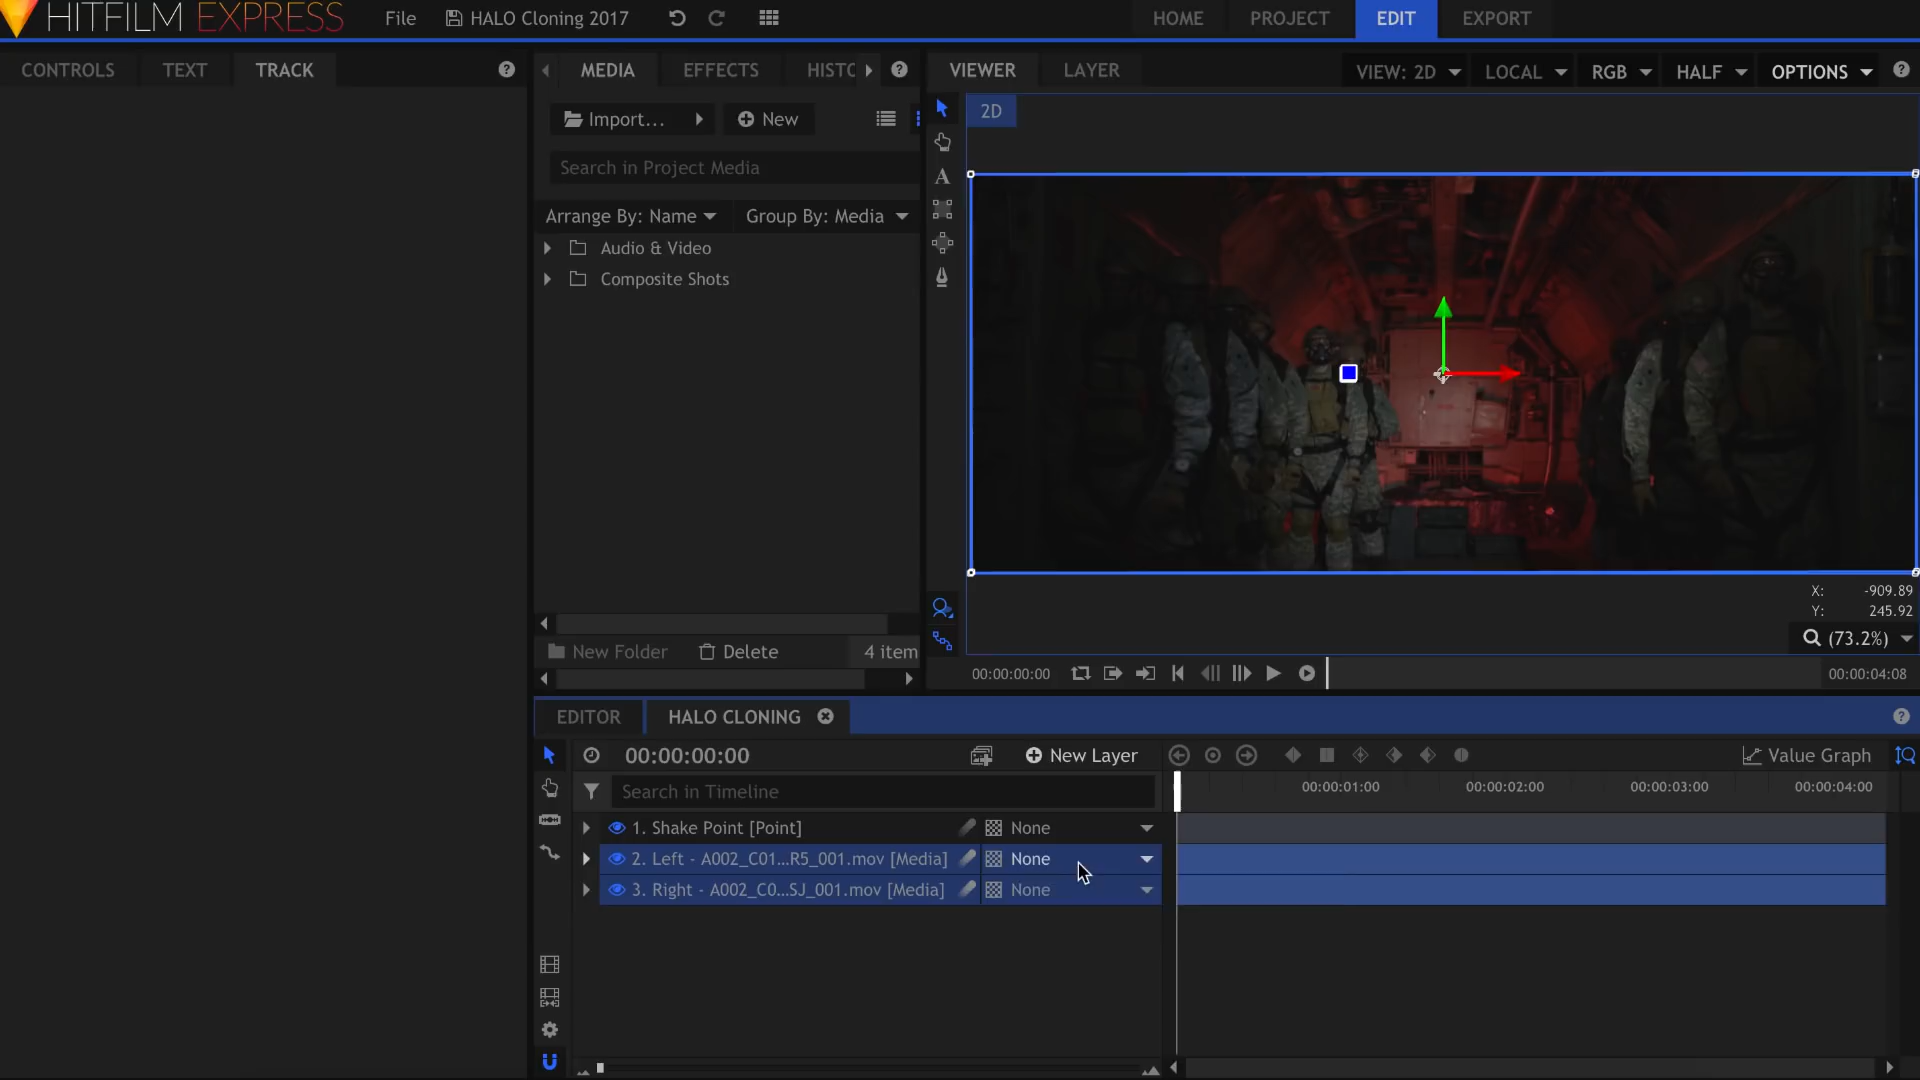 HITFILM EXPRESS
File
HALO Cloning 2017
HOME
PROJECT
EDIT
EXPORT
CONTROLS
TEXT
TRACK
MEDIA
EFFECTS
HISTO
VIEWER
LAYER
VIEW: 2D
LOCAL
RGB
HALF
OPTIONS
Import...
New
2D
Search in Project Media
Arrange By: Name
Group By: Media
Audio & Video
Composite Shots
X: -909.89
Y: 245.92
(73.2%)
New Folder
Delete
4 item
00:00:00:00
00:00:04:08
EDITOR
HALO CLONING
00:00:00:00
New Layer
Value Graph
Search in Timeline
00:00:01:00
00:00:02:00
00:00:03:00
00:00:04:00
1. Shake Point [Point]
None
2. Left - A002_C01...R5_001.mov [Media]
None
3. Right - A002_C0...SJ_001.mov [Media]
None